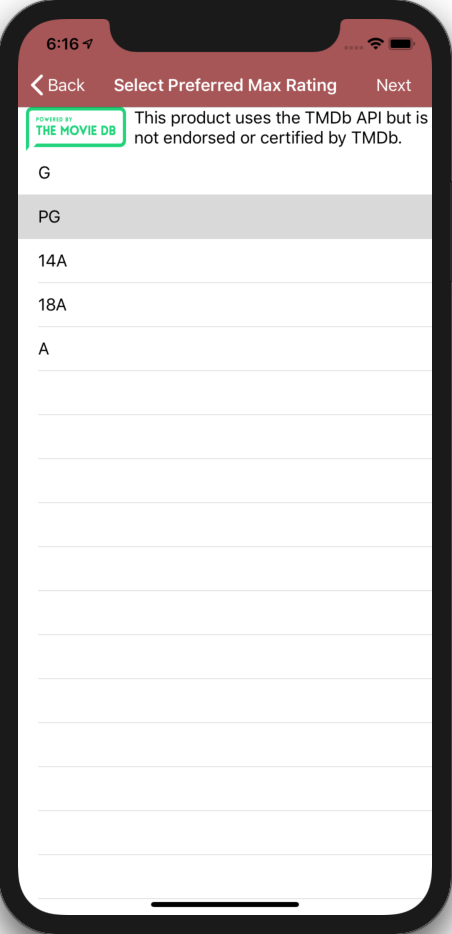 6:16
Back Select Preferred Max Rating Next
POWERED BY
THE MOVIE DB
This product uses the TMDb API but is
not endorsed or certified by TMDb.
G
PG
14A
18A
A